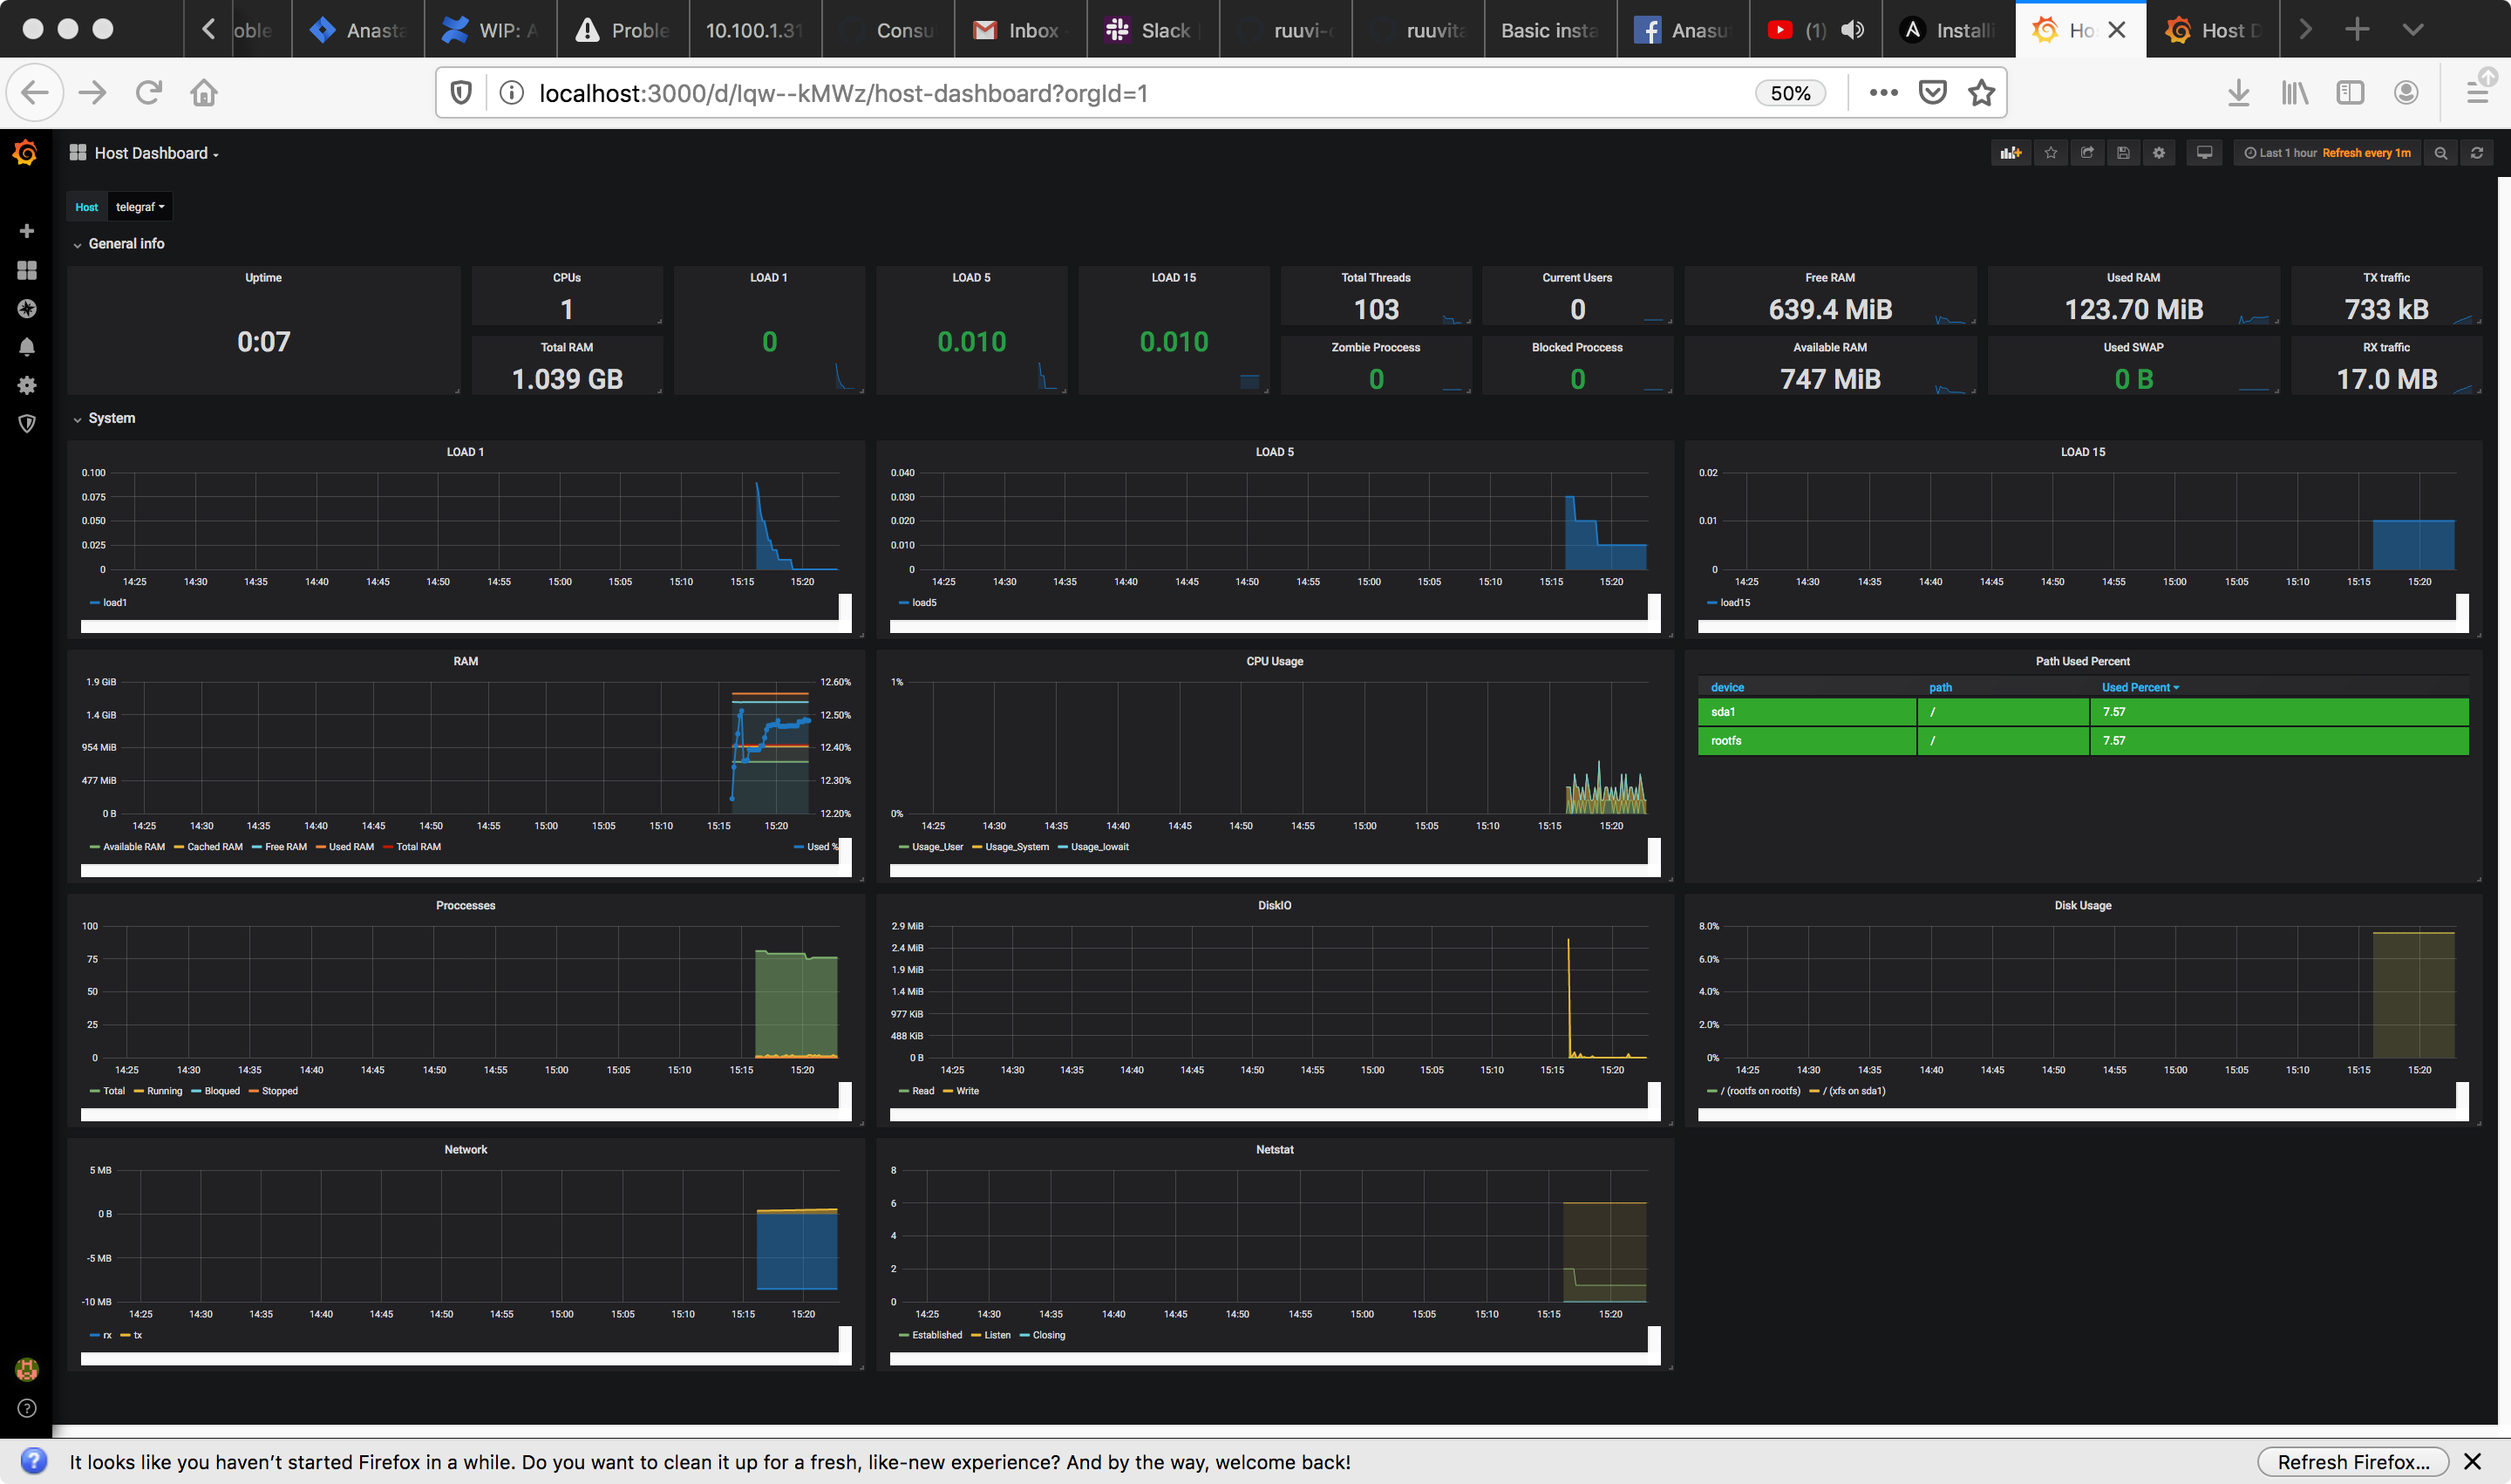 oble
Anasta
WIP: A
Proble
10.100.1.31
Consu
Inbox -
Slack |
ruuvi-c
ruuvita
Basic insta
Anasu
(1)
Installi
Ho
Host D
localhost:3000/d/Iqw--kMWz/host-dashboard?orgId=1
50%
Host Dashboard
Last 1 hour Refresh every 1m
Host telegraf
General info
Uptime
0:07
CPUs
1
Total RAM
1.039 GB
LOAD 1
0
LOAD 5
0.010
LOAD 15
0.010
Total Threads
103
Zombie Proccess
0
Current Users
0
Blocked Proccess
0
Free RAM
639.4 MiB
Available RAM
747 MiB
Used RAM
123.70 MiB
Used SWAP
0 B
TX traffic
733 kB
RX traffic
17.0 MB
System
LOAD 1
0.100
0.075
0.050
0.025
0
14:25 14:30 14:35 14:40 14:45 14:50 14:55 15:00 15:05 15:10 15:15 15:20
load1
LOAD 5
0.040
0.030
0.020
0.010
0
14:25 14:30 14:35 14:40 14:45 14:50 14:55 15:00 15:05 15:10 15:15 15:20
load5
LOAD 15
0.02
0.01
0
14:25 14:30 14:35 14:40 14:45 14:50 14:55 15:00 15:05 15:10 15:15 15:20
load15
RAM
1.9 GiB 12.60%
1.4 GiB 12.50%
954 MiB 12.40%
477 MiB 12.30%
0 B 12.20%
14:25 14:30 14:35 14:40 14:45 14:50 14:55 15:00 15:05 15:10 15:15 15:20
Available RAM Cached RAM Free RAM Used RAM Total RAM Used %
CPU Usage
1%
0%
14:25 14:30 14:35 14:40 14:45 14:50 14:55 15:00 15:05 15:10 15:15 15:20
Usage_User Usage_System Usage_Iowait
Path Used Percent
device path Used Percent
sda1 / 7.57
rootfs / 7.57
Proccesses
100
75
50
25
0
14:25 14:30 14:35 14:40 14:45 14:50 14:55 15:00 15:05 15:10 15:15 15:20
Total Running Bloqued Stopped
DiskIO
2.9 MiB
2.4 MiB
1.9 MiB
1.4 MiB
977 KiB
488 KiB
0 B
14:25 14:30 14:35 14:40 14:45 14:50 14:55 15:00 15:05 15:10 15:15 15:20
Read Write
Disk Usage
8.0%
6.0%
4.0%
2.0%
0%
14:25 14:30 14:35 14:40 14:45 14:50 14:55 15:00 15:05 15:10 15:15 15:20
/ (rootfs on rootfs) / (xfs on sda1)
Network
5 MB
0 B
-5 MB
-10 MB
14:25 14:30 14:35 14:40 14:45 14:50 14:55 15:00 15:05 15:10 15:15 15:20
rx tx
Netstat
8
6
4
2
0
14:25 14:30 14:35 14:40 14:45 14:50 14:55 15:00 15:05 15:10 15:15 15:20
Established Listen Closing
It looks like you haven't started Firefox in a while. Do you want to clean it up for a fresh, like-new experience? And by the way, welcome back!
Refresh Firefox...